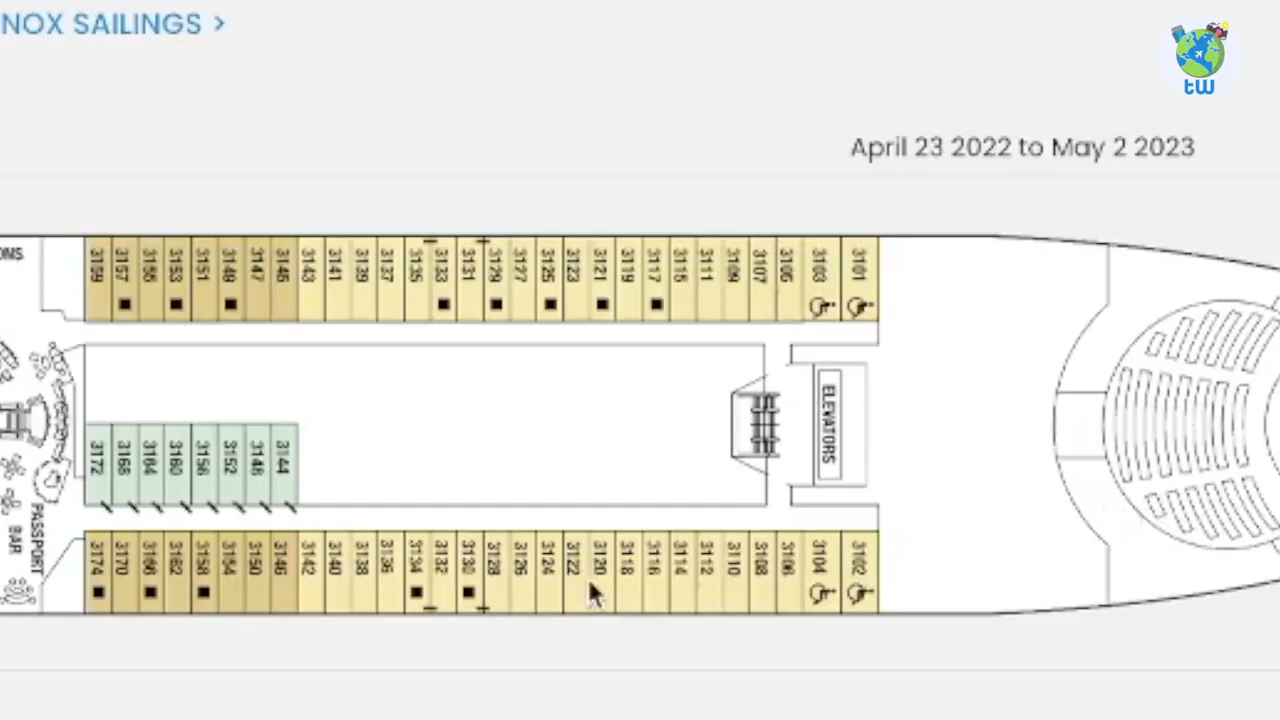 NOX SAILINGS >
tw
April 23 2022 to May 2 2023
OMS
3159 3157 3155 3153 3151 3149 3147 3145 3143 3141 3139 3137 3135 3133 3131 3129 3127 3125 3123 3121 3119 3117 3115 3111 3109 3107 3105 3103 3101
ELEVATORS
3172 3168 3164 3160 3156 3152 3148 3144
PASSPORT
BAR
3174 3170 3166 3162 3158 3154 3150 3146 3142 3140 3138 3136 3134 3132 3130 3128 3126 3124 3122 3120 3118 3116 3114 3112 3110 3108 3106 3104 3102